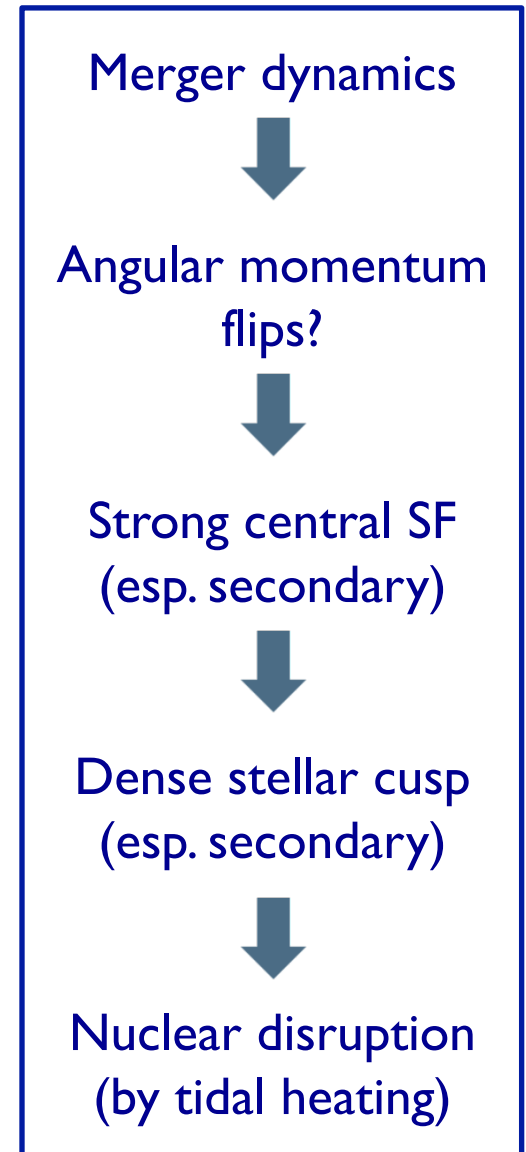 Merger dynamics
Angular momentum
flips?
Strong central SF
(esp. secondary)
Dense stellar cusp
(esp. secondary)
Nuclear disruption
(by tidal heating)